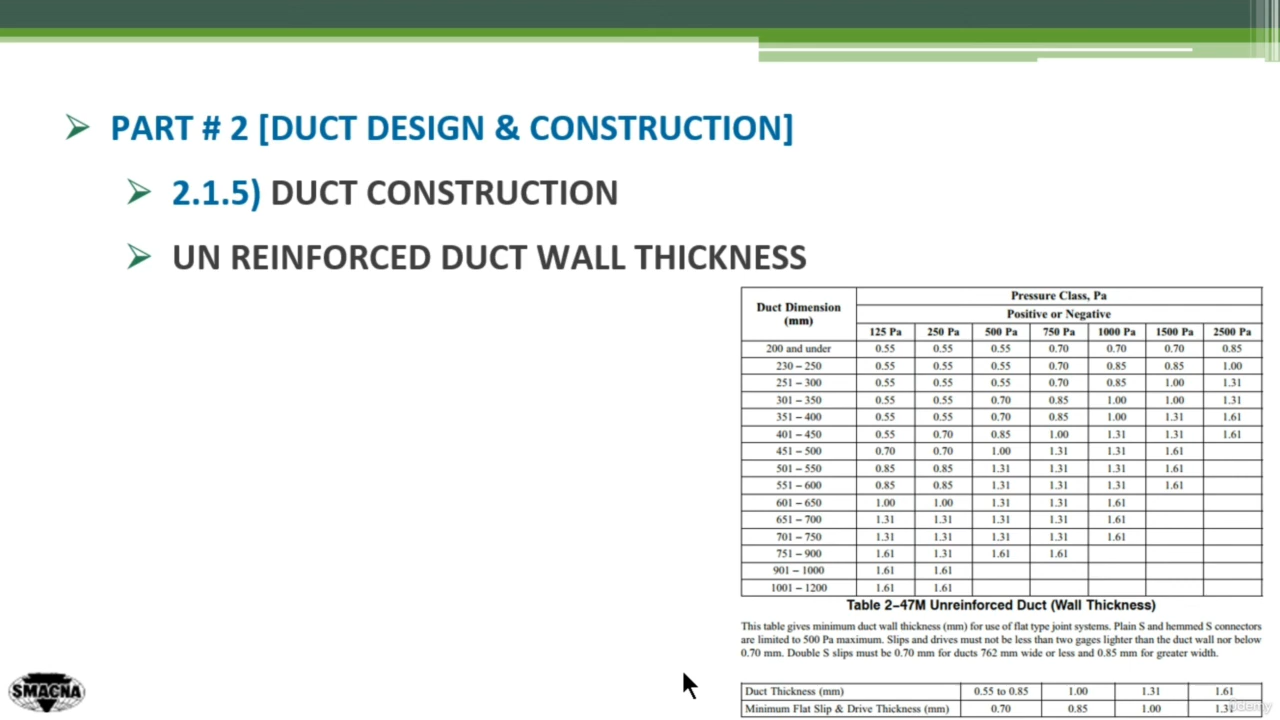 PART # 2 [DUCT DESIGN & CONSTRUCTION]
2.1.5) DUCT CONSTRUCTION
UN REINFORCED DUCT WALL THICKNESS
Duct Dimension (mm) Pressure Class, Pa
Positive or Negative
125 Pa 250 Pa 500 Pa 750 Pa 1000 Pa 1500 Pa 2500 Pa
200 and under 0.55 0.55 0.55 0.70 0.70 0.70 0.85
230 – 250 0.55 0.55 0.55 0.70 0.85 0.85 1.00
251 – 300 0.55 0.55 0.55 0.70 0.85 1.00 1.31
301 – 350 0.55 0.55 0.70 0.85 1.00 1.00 1.31
351 – 400 0.55 0.55 0.70 0.85 1.00 1.31 1.61
401 – 450 0.55 0.70 0.85 1.00 1.31 1.31 1.61
451 – 500 0.70 0.70 1.00 1.31 1.31 1.61
501 – 550 0.85 0.85 1.31 1.31 1.31 1.61
551 – 600 0.85 0.85 1.31 1.31 1.31 1.61
601 – 650 1.00 1.00 1.31 1.31 1.61
651 – 700 1.31 1.31 1.31 1.31 1.61
701 – 750 1.31 1.31 1.31 1.31 1.61
751 – 900 1.61 1.31 1.61 1.61
901 – 1000 1.61 1.61
1001 – 1200 1.61 1.61
Table 2–47M Unreinforced Duct (Wall Thickness)
This table gives minimum duct wall thickness (mm) for use of flat type joint systems. Plain S and hemmed S connectors
are limited to 500 Pa maximum. Slips and drives must not be less than two gages lighter than the duct wall nor below
0.70 mm. Double S slips must be 0.70 mm for ducts 762 mm wide or less and 0.85 mm for greater width.
Duct Thickness (mm) 0.55 to 0.85 1.00 1.31 1.61
Minimum Flat Slip & Drive Thickness (mm) 0.70 0.85 1.00 1.31
SMACNA
Udemy